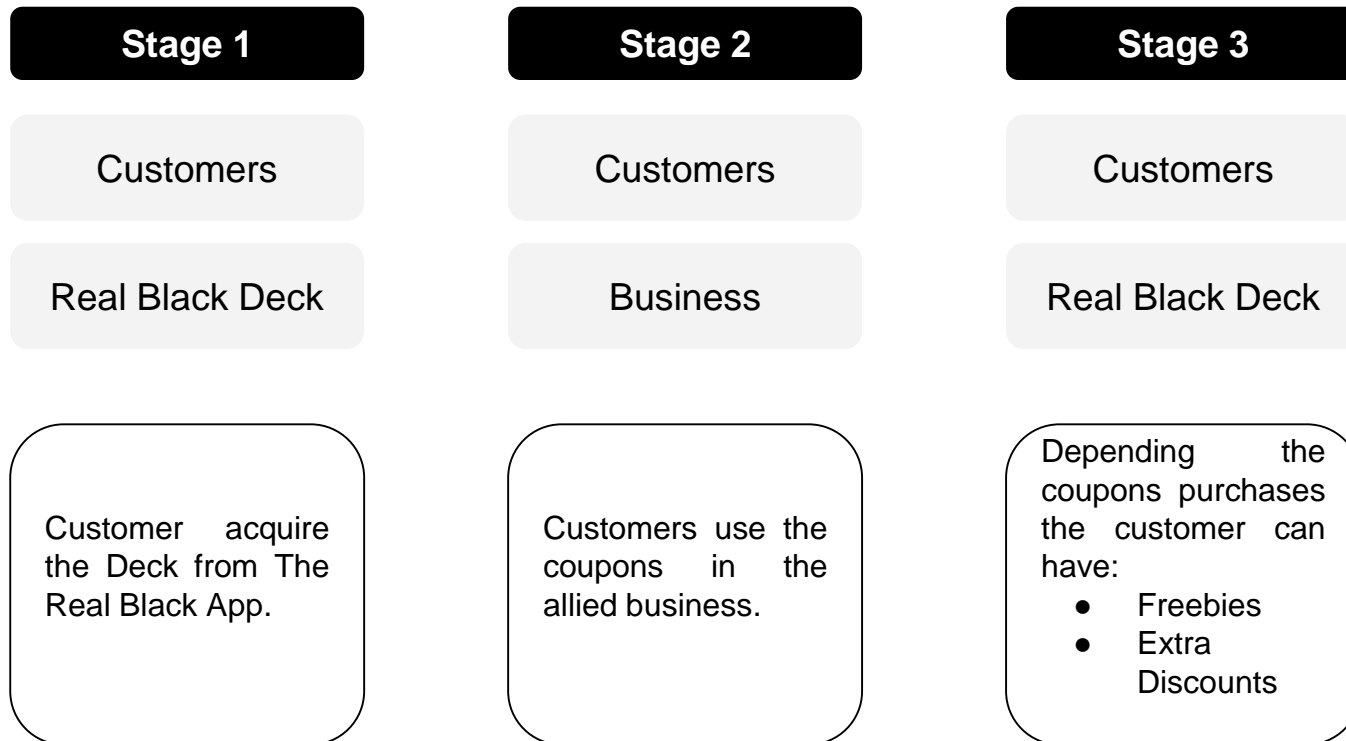 Stage 1
Customers
Real Black Deck
Customer acquire
the Deck from The
Real Black App.
Stage 2
Customers
Business
Customers use the
coupons in the
allied business.
Stage 3
Customers
Real Black Deck
Depending the
coupons purchases
the customer can
have:
● Freebies
● Extra
Discounts